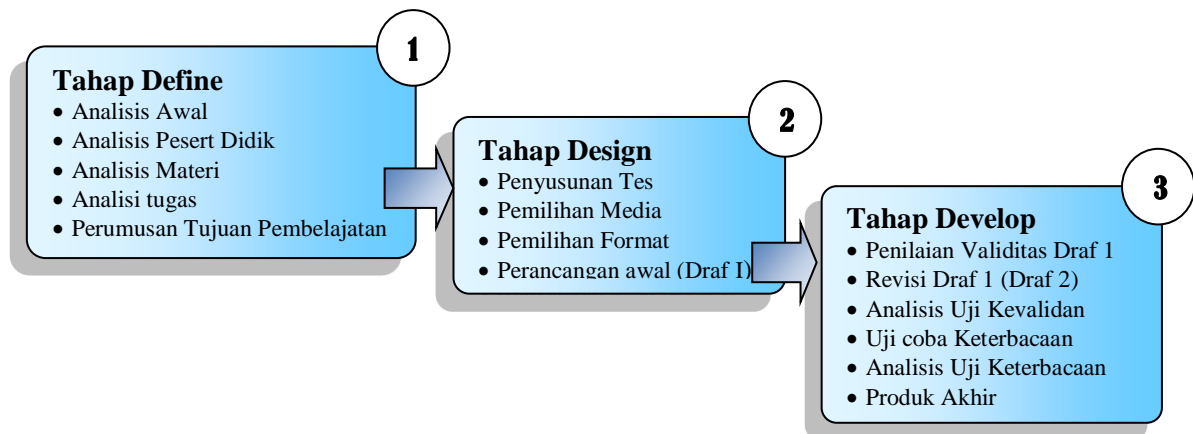 1
Tahap Define
• Analisis Awal
• Analisis Pesert Didik
• Analisis Materi
• Analisi tugas
• Perumusan Tujuan Pembelajatan
2
Tahap Design
• Penyusunan Tes
• Pemilihan Media
• Pemilihan Format
• Perancangan awal (Draf I)
3
Tahap Develop
• Penilaian Validitas Draf 1
• Revisi Draf 1 (Draf 2)
• Analisis Uji Kevalidan
• Uji coba Keterbacaan
• Analisis Uji Keterbacaan
• Produk Akhir